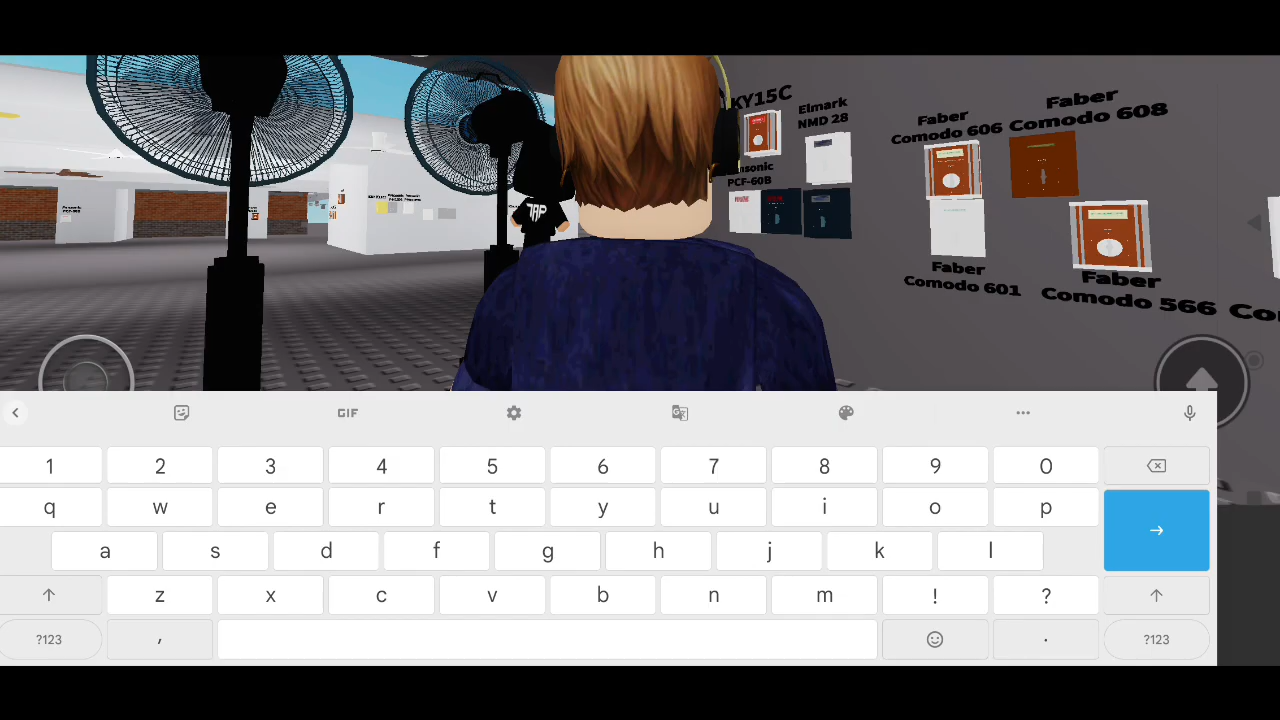 KY15C
Elmark
NMD 28
PCF-60B
Faber
Comodo 606
Faber
Comodo 608
Faber
Comodo 601
Faber
Comodo 566
TAP
GIF
1 2 3 4 5 6 7 8 9 0
q w e r t y u i o p
a s d f g h j k l
z x c v b n m ! ?
?123 , . ?123